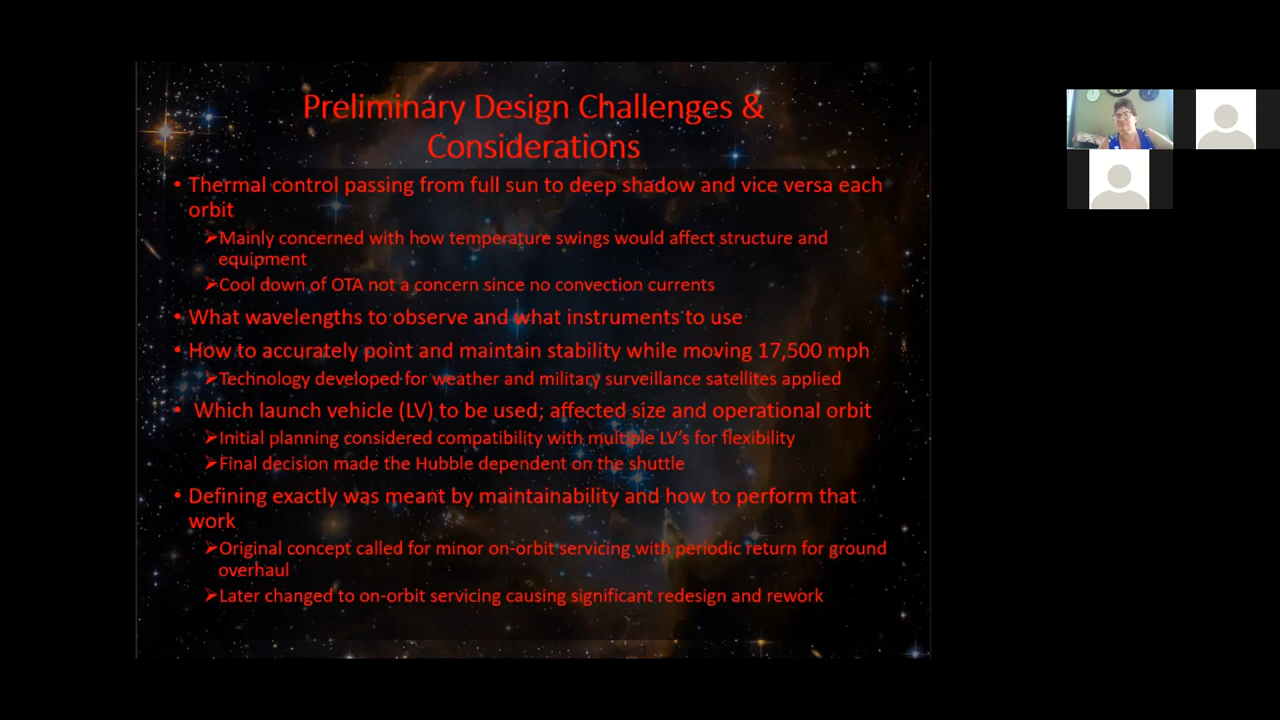 Preliminary Design Challenges &
Considerations
• Thermal control passing from full sun to deep shadow and vice versa each
orbit
➢Mainly concerned with how temperature swings would affect structure and
equipment
➢Cool down of OTA not a concern since no convection currents
• What wavelengths to observe and what instruments to use
• How to accurately point and maintain stability while moving 17,500 mph
➢Technology developed for weather and military surveillance satellites applied
• Which launch vehicle (LV) to be used; affected size and operational orbit
➢Initial planning considered compatibility with multiple LV's for flexibility
➢Final decision made the Hubble dependent on the shuttle
• Defining exactly was meant by maintainability and how to perform that
work
➢Original concept called for minor on-orbit servicing with periodic return for ground
overhaul
➢Later changed to on-orbit servicing causing significant redesign and rework